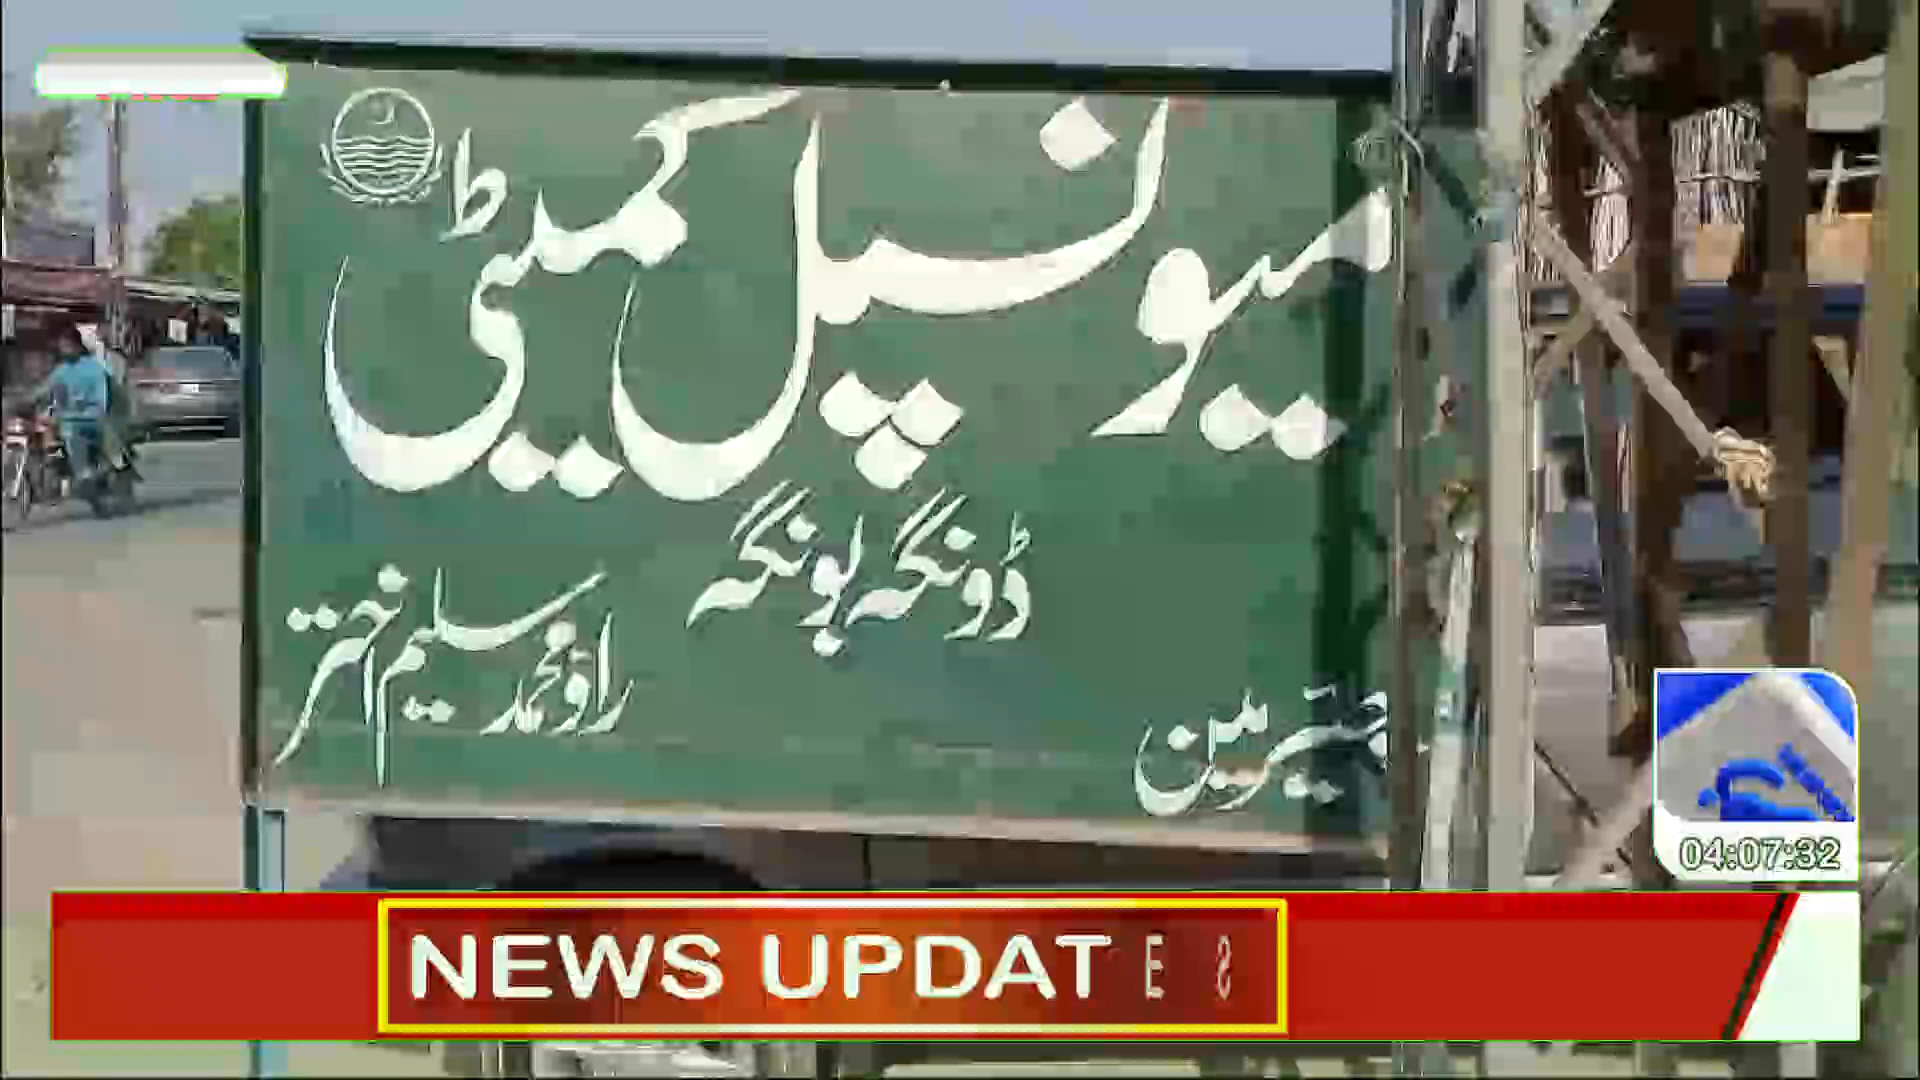 میونسپل کمیٹی
ڈونگہ بونگہ
راؤ محمد سلیم اختر
چیئرمین
04:07:32
NEWS UPDATE S